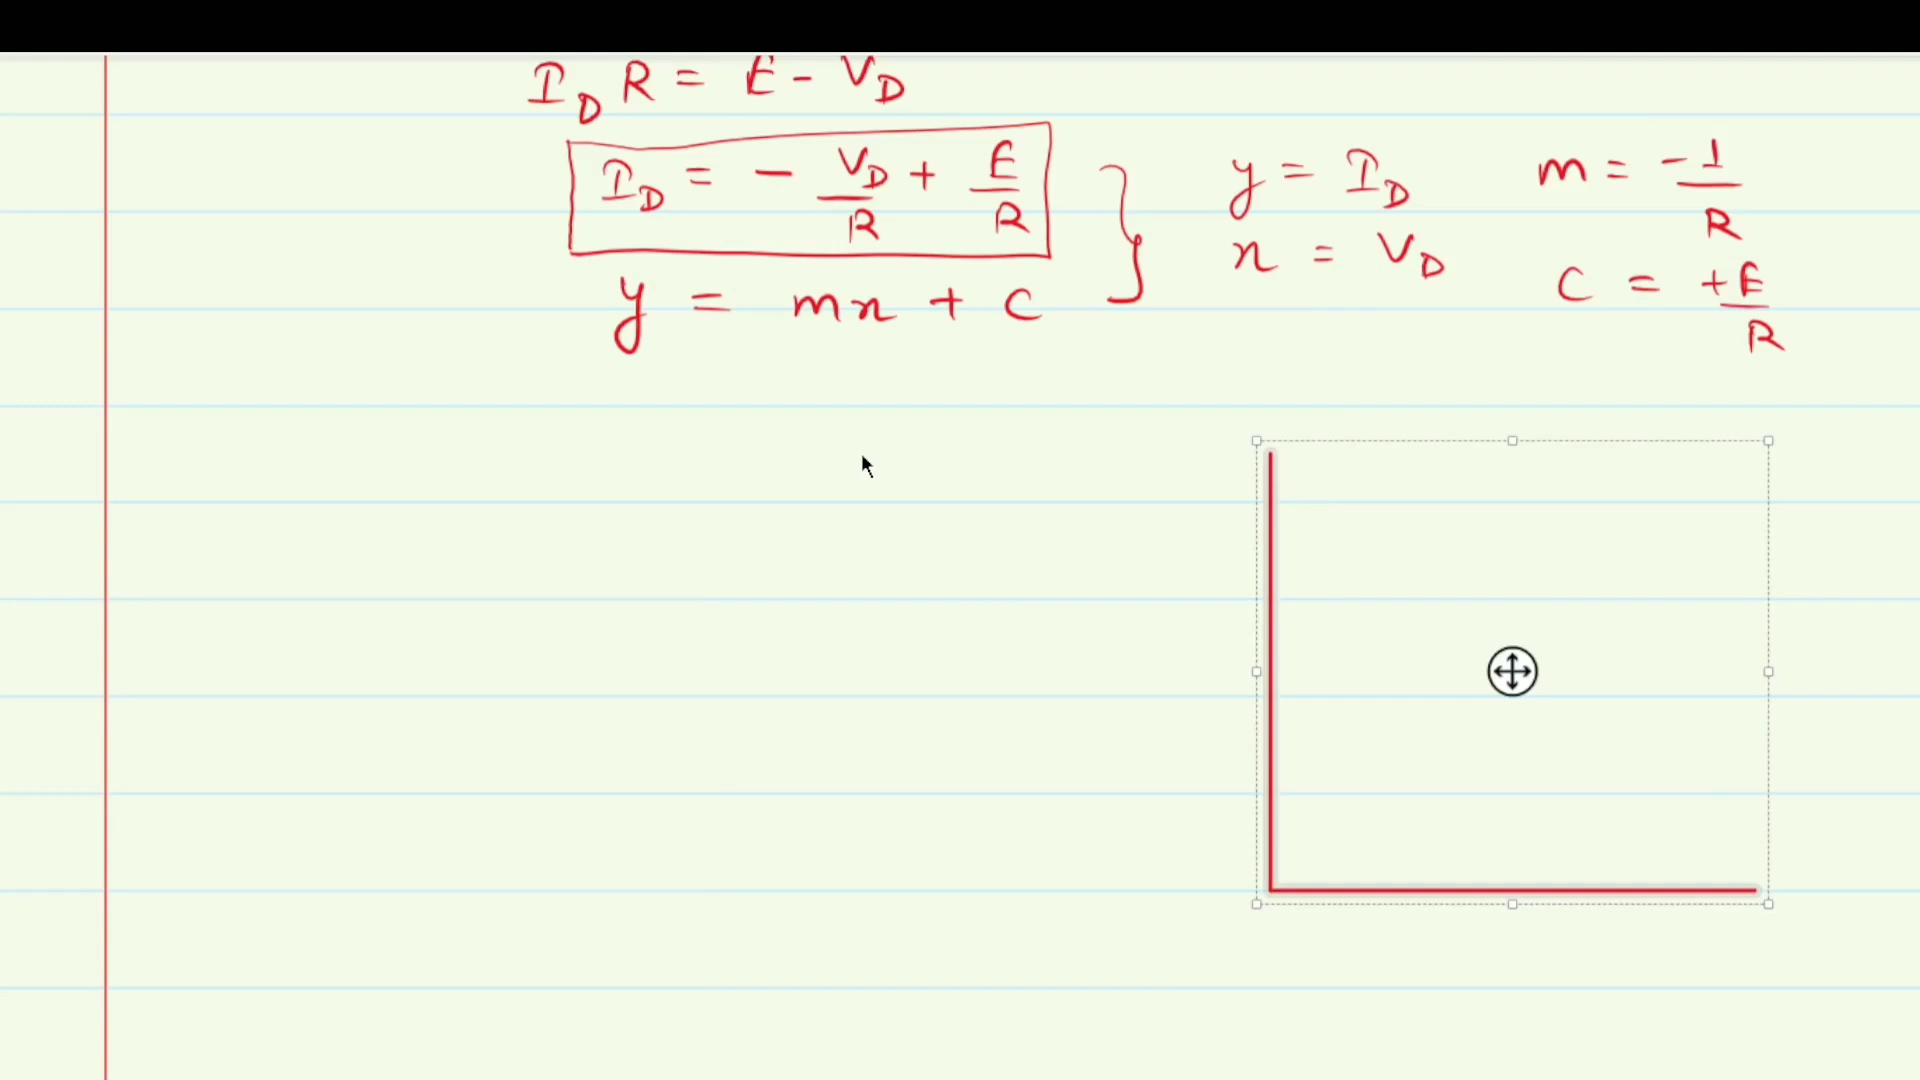 I_D R = E - V_D
I_D = - V_D/R + E/R
y = mx + C
y = I_D
x = V_D
m = -1/R
C = +E/R